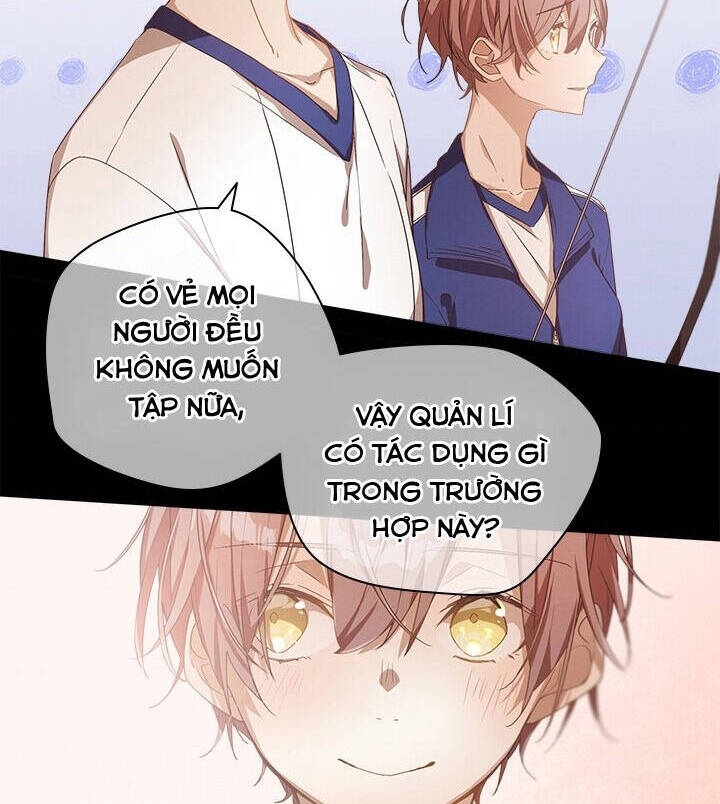 CÓ VẺ MỌI
NGƯỜI ĐỀU
KHÔNG MUỐN
TẬP NỮA,
VẬY QUẢN LÍ
CÓ TÁC DỤNG GÌ
TRONG TRƯỜNG
HỢP NÀY?